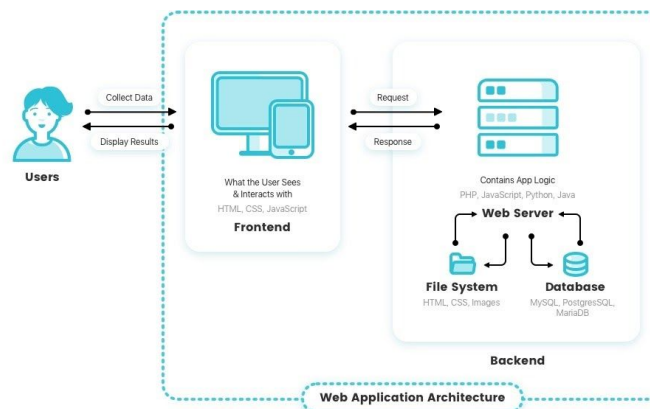 Collect Data
Display Results
Users
What the User Sees
& Interacts with
HTML, CSS, JavaScript
Frontend
Request
Response
Contains App Logic
PHP, JavaScript, Python, Java
Web Server
File System
HTML, CSS, Images
Database
MySQL, PostgresSQL,
MariaDB
Backend
Web Application Architecture